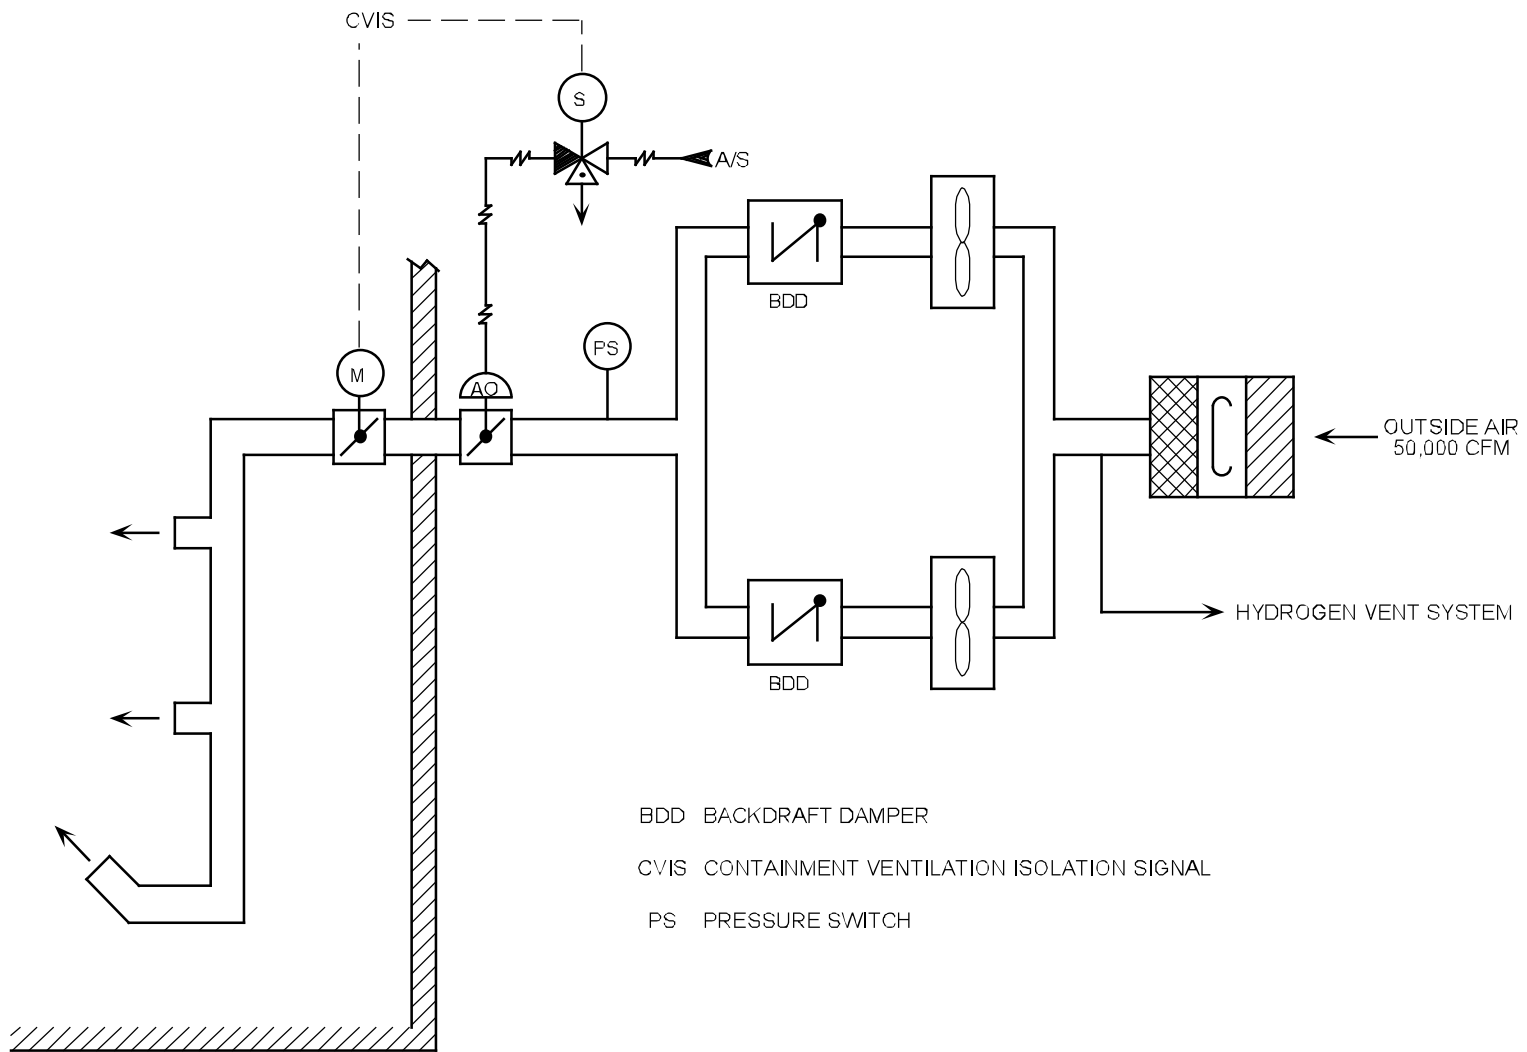 CVIS
S
A/S
BDD
PS
M
AO
OUTSIDE AIR
50,000 CFM
HYDROGEN VENT SYSTEM
BDD
BDD BACKDRAFT DAMPER
CVIS CONTAINMENT VENTILATION ISOLATION SIGNAL
PS PRESSURE SWITCH